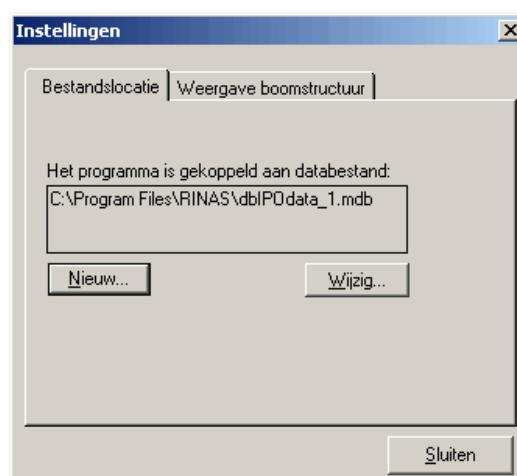 Instellingen
Bestandslocatie
Weergave boomstructuur
Het programma is gekoppeld aan databestand:
C:\Program Files\RINAS\dbIPOdata_1.mdb
Nieuw...
Wijzig...
Sluiten